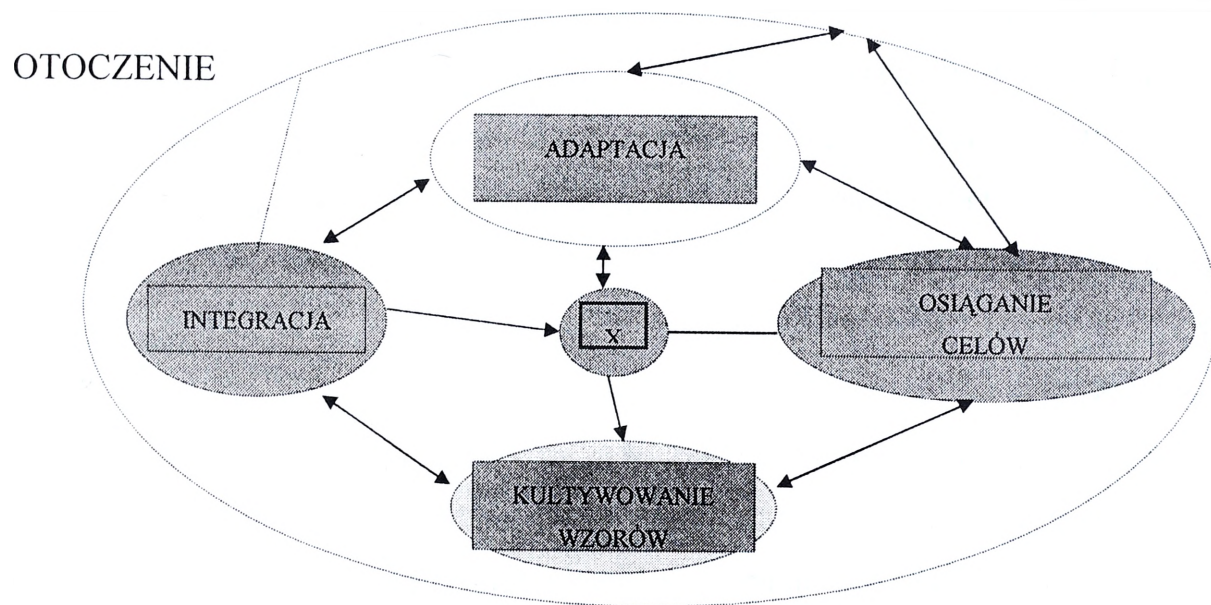 OTOCZENIE
ADAPTACJA
INTEGRACJA
X
OSIĄGANIE
CELÓW
KULTYWOWANIE
WZORÓW